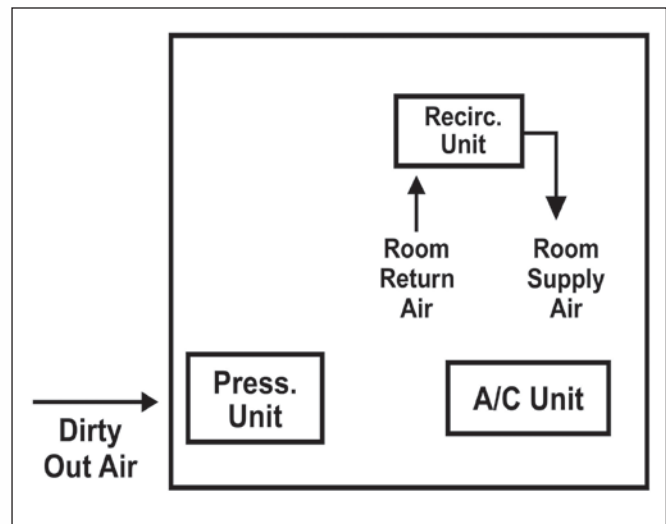 Recirc.
Unit
Room
Return
Air
Room
Supply
Air
Press.
Unit
A/C Unit
Dirty
Out Air